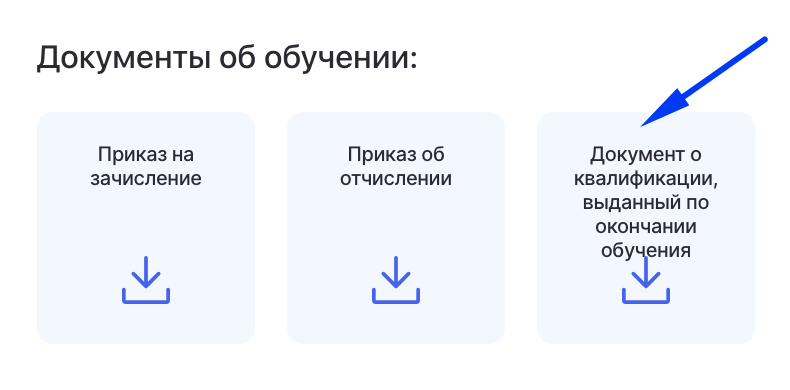 Документы об обучении:
Приказ на
зачисление
Приказ об
отчислении
Документ о
квалификации,
выданный по
окончании
обучения